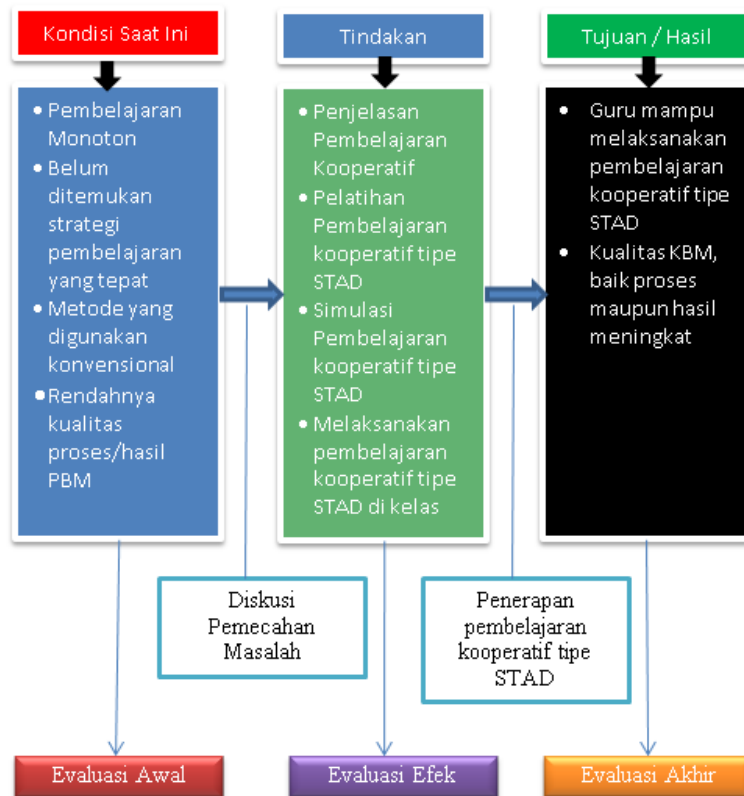 Kondisi Saat Ini
• Pembelajaran
Monoton
• Belum
ditemukan
strategi
pembelajaran
yang tepat
• Metode yang
digunakan
konvensional
• Rendahnya
kualitas
proses/hasil
PBM
Tindakan
• Penjelasan
Pembelajaran
Kooperatif
• Pelatihan
Pembelajaran
kooperatif tipe
STAD
• Simulasi
Pembelajaran
kooperatif tipe
STAD
• Melaksanakan
pembelajaran
kooperatif tipe
STAD di kelas
Tujuan / Hasil
• Guru mampu
melaksanakan
pembelajaran
kooperatif tipe
STAD
• Kualitas KBM,
baik proses
maupun hasil
meningkat
Diskusi
Pemecahan
Masalah
Penerapan
pembelajaran
kooperatif tipe
STAD
Evaluasi Awal
Evaluasi Efek
Evaluasi Akhir